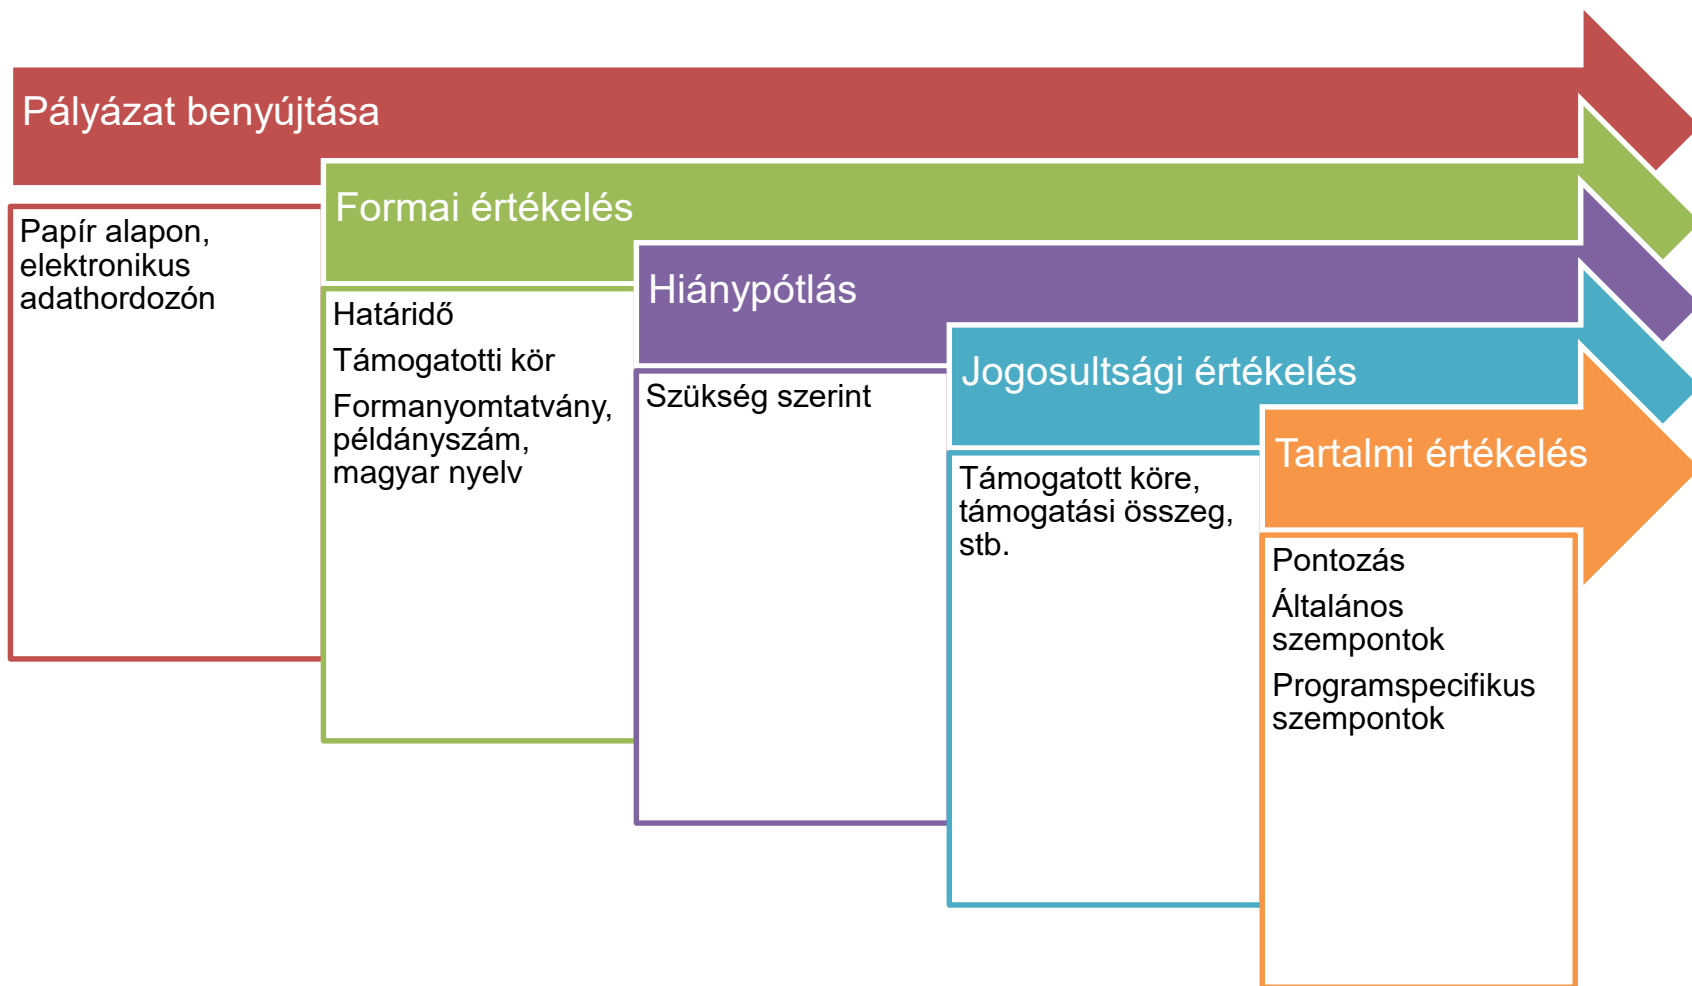 Pályázat benyújtása
Papír alapon,
elektronikus
adathordozón
Formai értékelés
Határidő
Támogatotti kör
Formanyomtatvány,
példányszám,
magyar nyelv
Hiánypótlás
Szükség szerint
Jogosultsági értékelés
Támogatott köre,
támogatási összeg,
stb.
Tartalmi értékelés
Pontozás
Általános
szempontok
Programspecifikus
szempontok